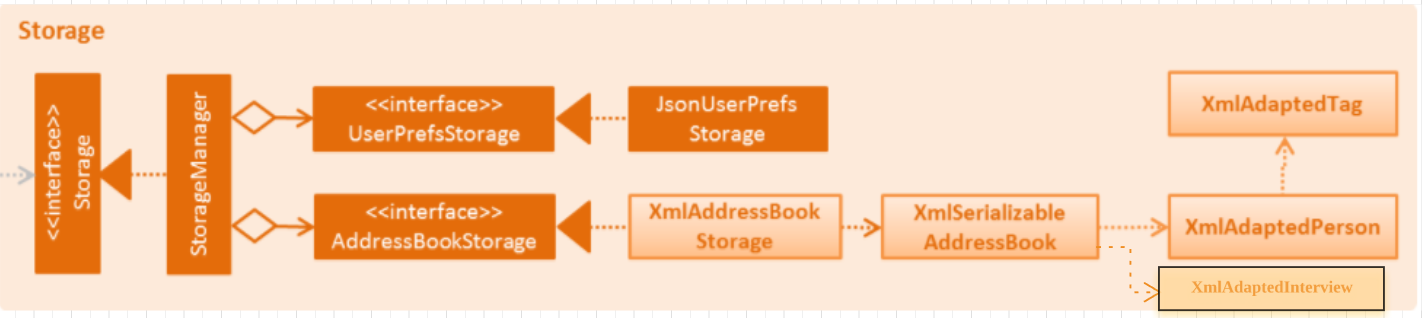 Storage
<<interface>>
Storage
StorageManager
<<interface>>
UserPrefsStorage
JsonUserPrefs
Storage
XmlAdaptedTag
<<interface>>
AddressBookStorage
XmlAddressBook
Storage
XmlSerializable
AddressBook
XmlAdaptedPerson
XmlAdaptedInterview